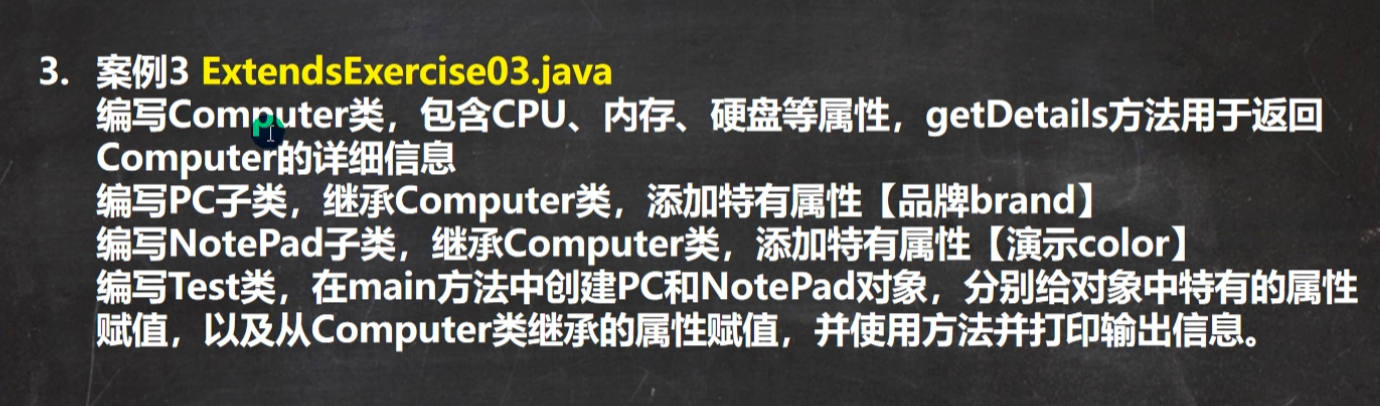 3. 案例3 ExtendsExercise03.java
编写Computer类，包含CPU、内存、硬盘等属性，getDetails方法用于返回
Computer的详细信息
编写PC子类，继承Computer类，添加特有属性【品牌brand】
编写NotePad子类，继承Computer类，添加特有属性【演示color】
编写Test类，在main方法中创建PC和NotePad对象，分别给对象中特有的属性
赋值，以及从Computer类继承的属性赋值，并使用方法并打印输出信息。